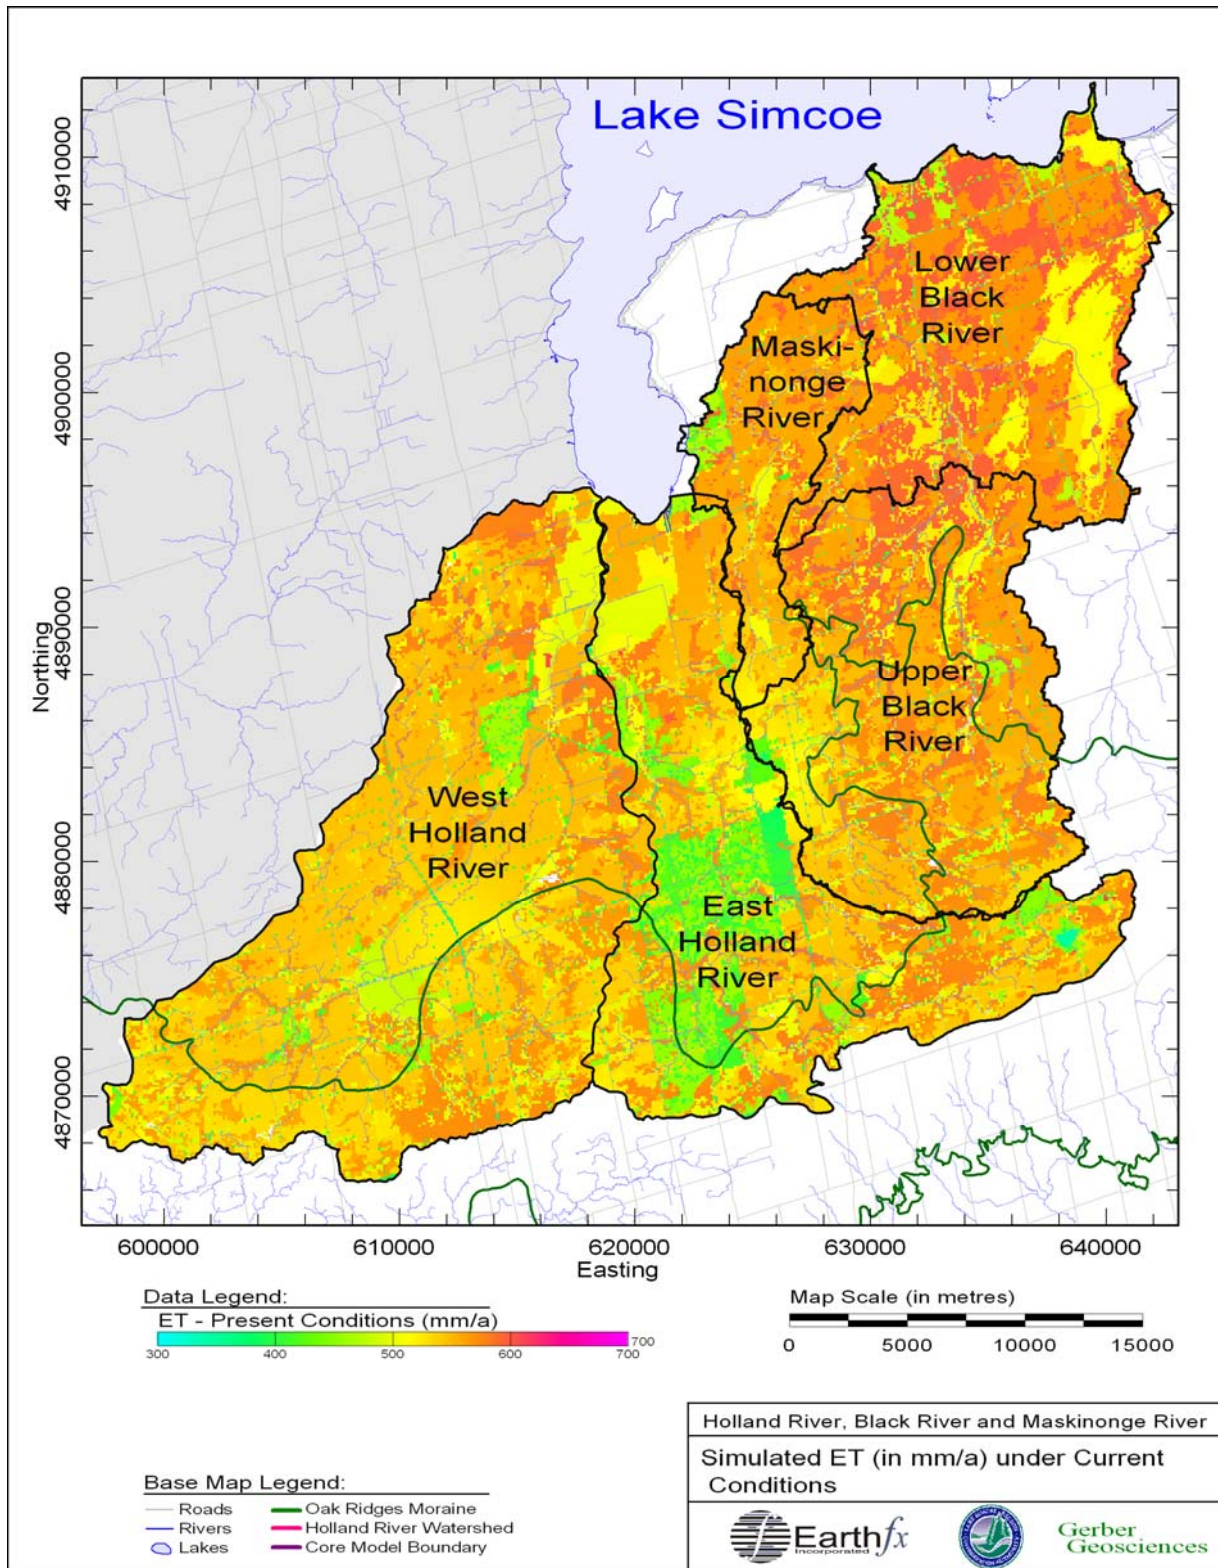 Lake Simcoe
Lower
Black
River
Maski-
nonge
River
Upper
Black
River
West
Holland
River
East
Holland
River
Northing
4910000
4900000
4890000
4880000
4870000
600000
610000
620000
630000
640000
Easting
Data Legend:
ET - Present Conditions (mm/a)
700
300
400
500
600
700
Map Scale (in metres)
0
5000
10000
15000
Base Map Legend:
Roads
Rivers
Lakes
Oak Ridges Moraine
Holland River Watershed
Core Model Boundary
Holland River, Black River and Maskinonge River
Simulated ET (in mm/a) under Current
Conditions
Earthfx
Incorporated
Gerber
Geosciences